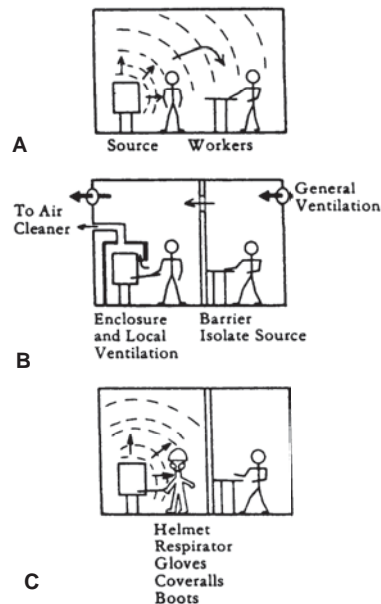 A
Source Workers
To Air
Cleaner
General
Ventilation
Enclosure
and Local
Ventilation
Barrier
Isolate Source
B
Helmet
Respirator
Gloves
Coveralls
Boots
C